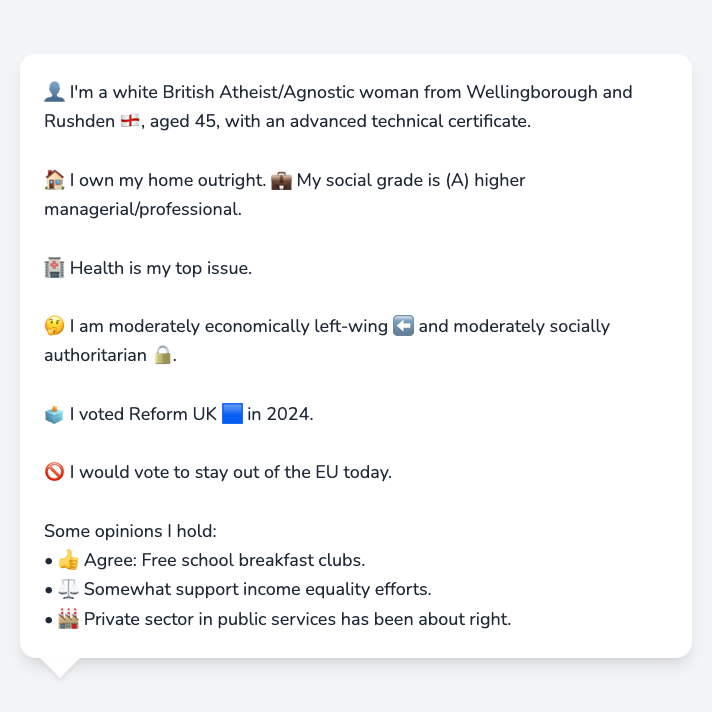 👤 I'm a white British Atheist/Agnostic woman from Wellingborough and
Rushden 🏴󠁧󠁢󠁥󠁮󠁧󠁿, aged 45, with an advanced technical certificate.
🏠 I own my home outright. 💼 My social grade is (A) higher
managerial/professional.
🏥 Health is my top issue.
🤔 I am moderately economically left-wing ⬅️ and moderately socially
authoritarian 🔒.
🗳️ I voted Reform UK 🟦 in 2024.
🚫 I would vote to stay out of the EU today.
Some opinions I hold:
• 👍 Agree: Free school breakfast clubs.
• ⚖️ Somewhat support income equality efforts.
• 🏭 Private sector in public services has been about right.